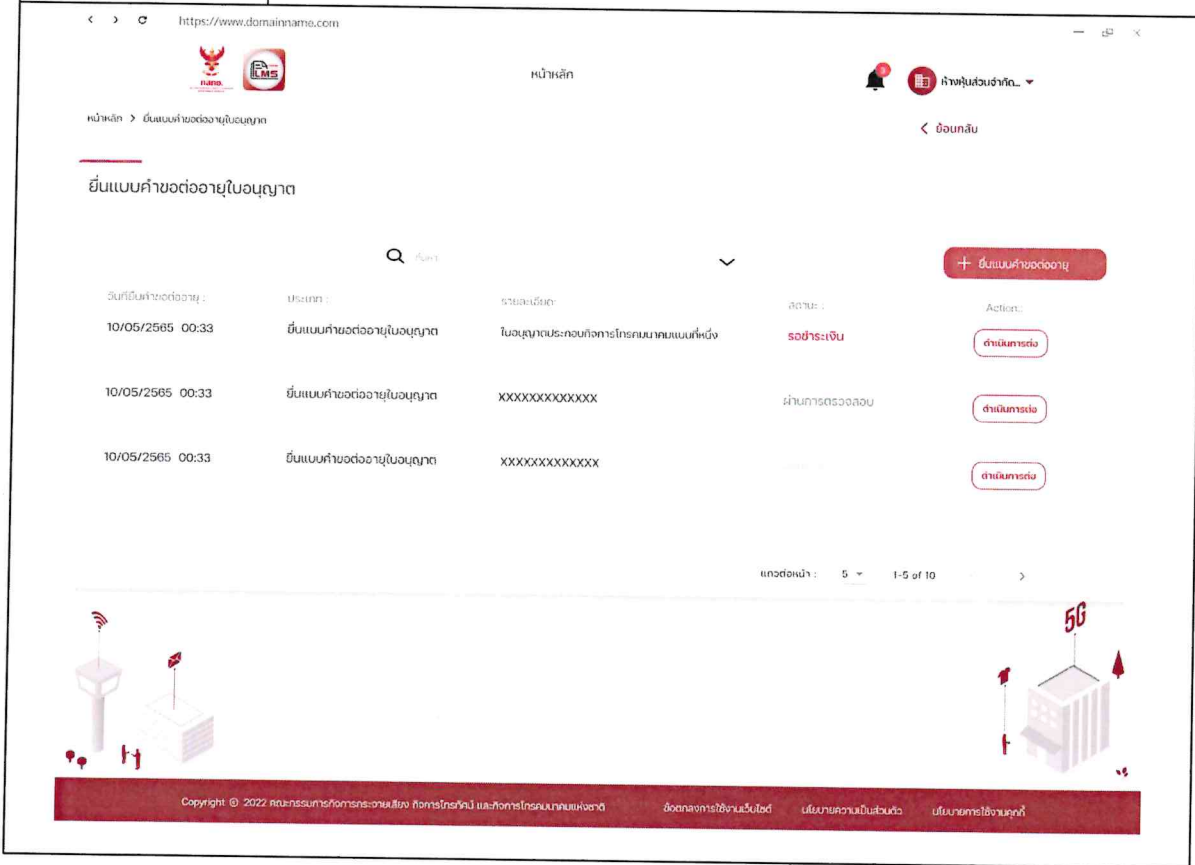 https://www.domainname.com
กสทช.
LMS
หน้าหลัก
3
ห้างหุ้นส่วนจำกัด...
หน้าหลัก > ยื่นแบบคำขอต่ออายุใบอนุญาต
< ย้อนกลับ
ยื่นแบบคำขอต่ออายุใบอนุญาต
ค้นหา
+ ยื่นแบบคำขอต่ออายุ
วันที่ยื่นคำขอต่ออายุ : ประเภท : รายละเอียด: สถานะ : Action.:
10/05/2565 00:33 ยื่นแบบคำขอต่ออายุใบอนุญาต ใบอนุญาตประกอบกิจการโทรคมนาคมแบบที่หนึ่ง รอชำระเงิน ดำเนินการต่อ
10/05/2565 00:33 ยื่นแบบคำขอต่ออายุใบอนุญาต XXXXXXXXXXXXX ผ่านการตรวจสอบ ดำเนินการต่อ
10/05/2565 00:33 ยื่นแบบคำขอต่ออายุใบอนุญาต XXXXXXXXXXXXX ดำเนินการต่อ
แถวต่อหน้า : 5 1-5 of 10 >
5G
Copyright © 2022 คณะกรรมการกิจการกระจายเสียง กิจการโทรทัศน์ และกิจการโทรคมนาคมแห่งชาติ ข้อตกลงการใช้งานเว็บไซต์ นโยบายความเป็นส่วนตัว นโยบายการใช้งานคุกกี้